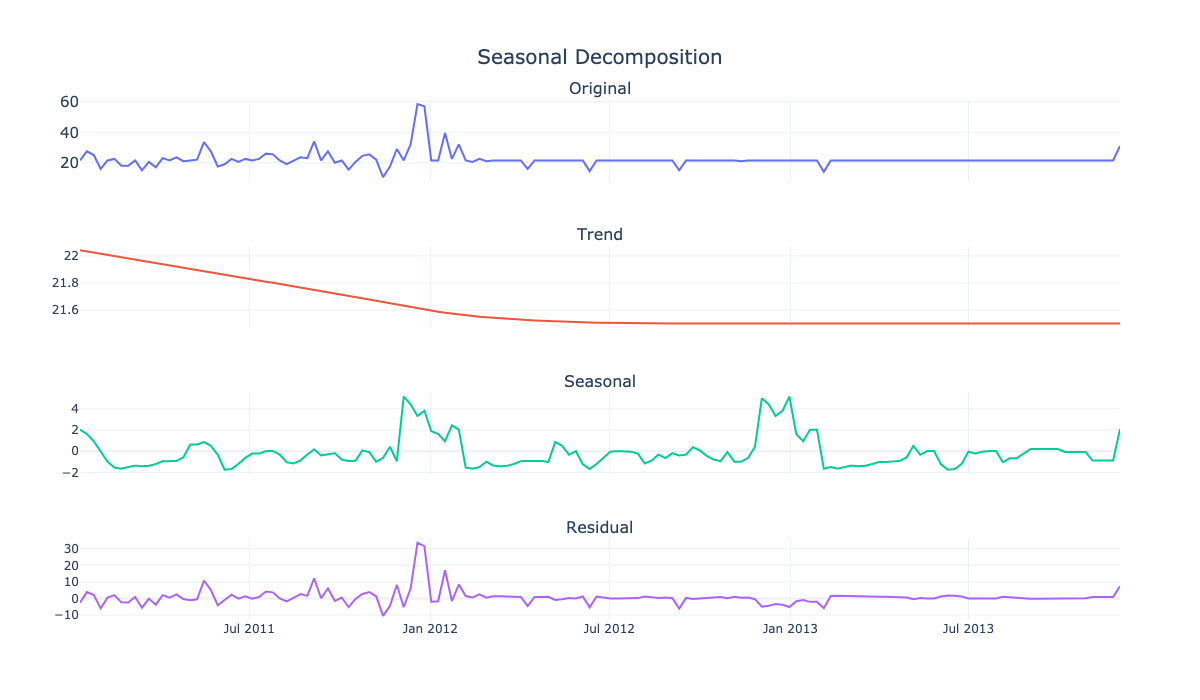 Seasonal Decomposition
Original
60
40
20
Trend
22
21.8
21.6
Seasonal
4
2
0
−2
Residual
30
20
10
0
−10
Jul 2011 Jan 2012 Jul 2012 Jan 2013 Jul 2013